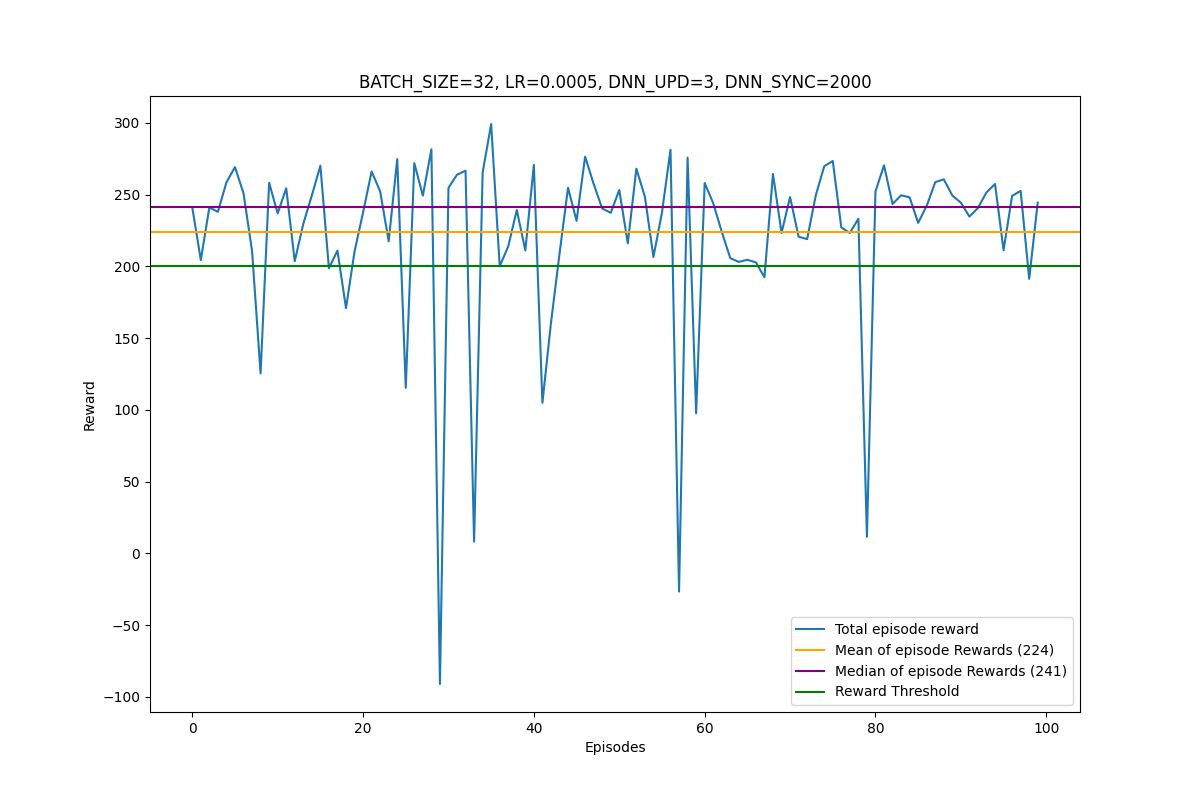 BATCH_SIZE=32, LR=0.0005, DNN_UPD=3, DNN_SYNC=2000
300
250
200
150
100
50
0
−50
−100
Reward
Total episode reward
Mean of episode Rewards (224)
Median of episode Rewards (241)
Reward Threshold
0 20 40 60 80 100
Episodes